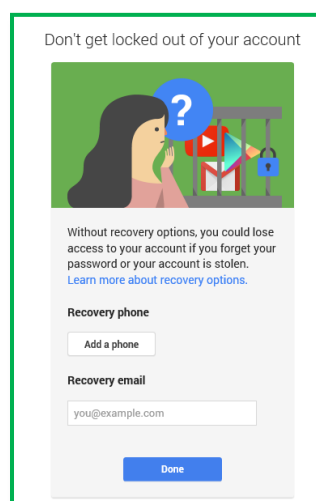 Don't get locked out of your account
?
Without recovery options, you could lose
access to your account if you forget your
password or your account is stolen.
Learn more about recovery options.
Recovery phone
Add a phone
Recovery email
you@example.com
Done